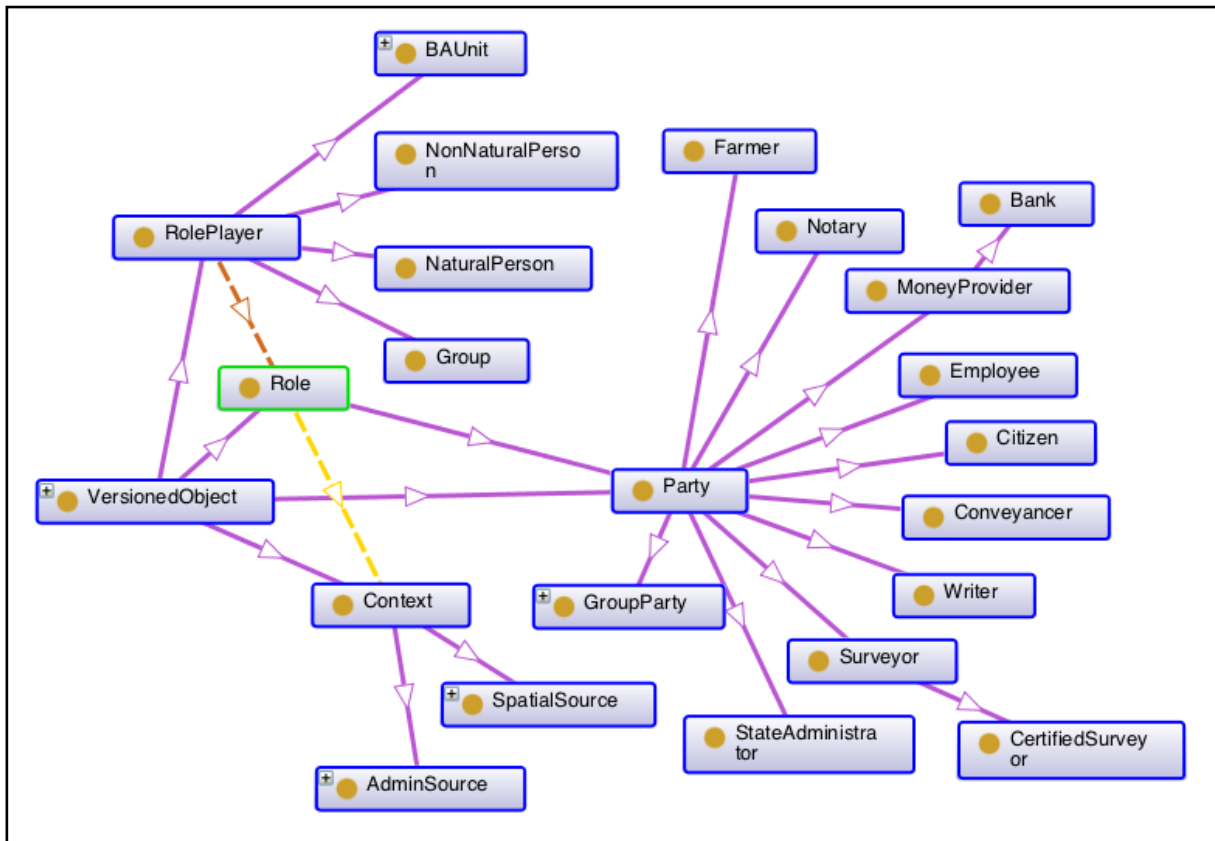 BAUnit
NonNaturalPerso
n
Farmer
RolePlayer
Notary
Bank
NaturalPerson
MoneyProvider
Group
Role
Employee
Citizen
VersionedObject
Party
Conveyancer
Context
GroupParty
Writer
Surveyor
SpatialSource
StateAdministra
tor
CertifiedSurvey
or
AdminSource